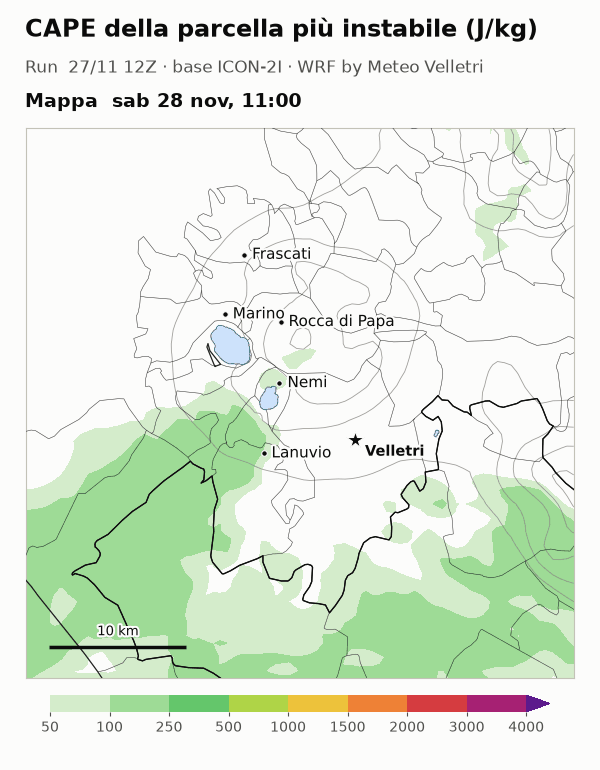 CAPE della parcella più instabile (J/kg)
Run  27/11 12Z · base ICON-2I · WRF by Meteo Velletri
Mappa  sab 28 nov, 11:00
Frascati
Marino
Rocca di Papa
Nemi
Velletri
Lanuvio
10 km
50 100 250 500 1000 1500 2000 3000 4000